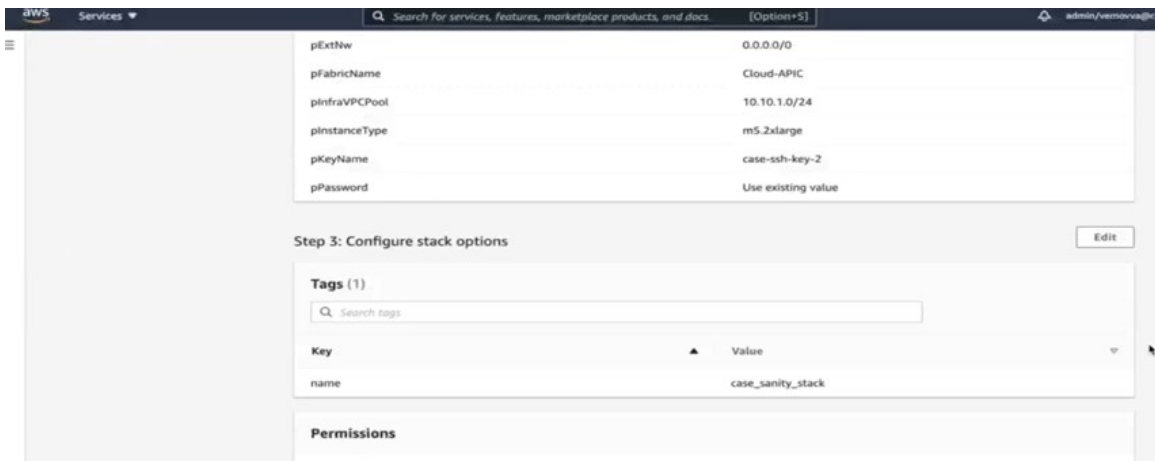 aws Services ▼ Search for services, features, marketplace products, and docs [Option+S]
pExtNw 0.0.0.0/0
pFabricName Cloud-APIC
pInfraVPCPool 10.10.1.0/24
pInstanceType m5.2xlarge
pKeyName case-ssh-key-2
pPassword Use existing value
Step 3: Configure stack options Edit
Tags (1)
Search tags
Key Value
name case_sanity_stack
Permissions